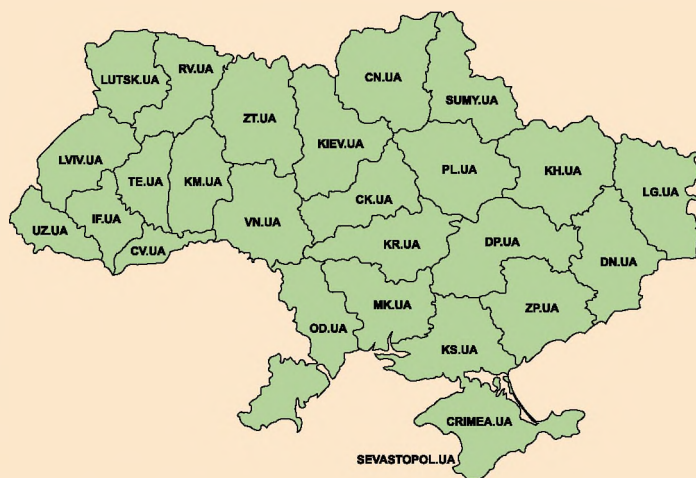 RV.UA
CN.UA
LUTSK.UA
SUMY.UA
ZT.UA
KIEV.UA
LVIV.UA
PL.UA
KH.UA
TE.UA
KM.UA
LG.UA
CK.UA
IF.UA
VN.UA
UZ.UA
KR.UA
DP.UA
CV.UA
DN.UA
MK.UA
ZP.UA
OD.UA
KS.UA
CRIMEA.UA
SEVASTOPOL.UA